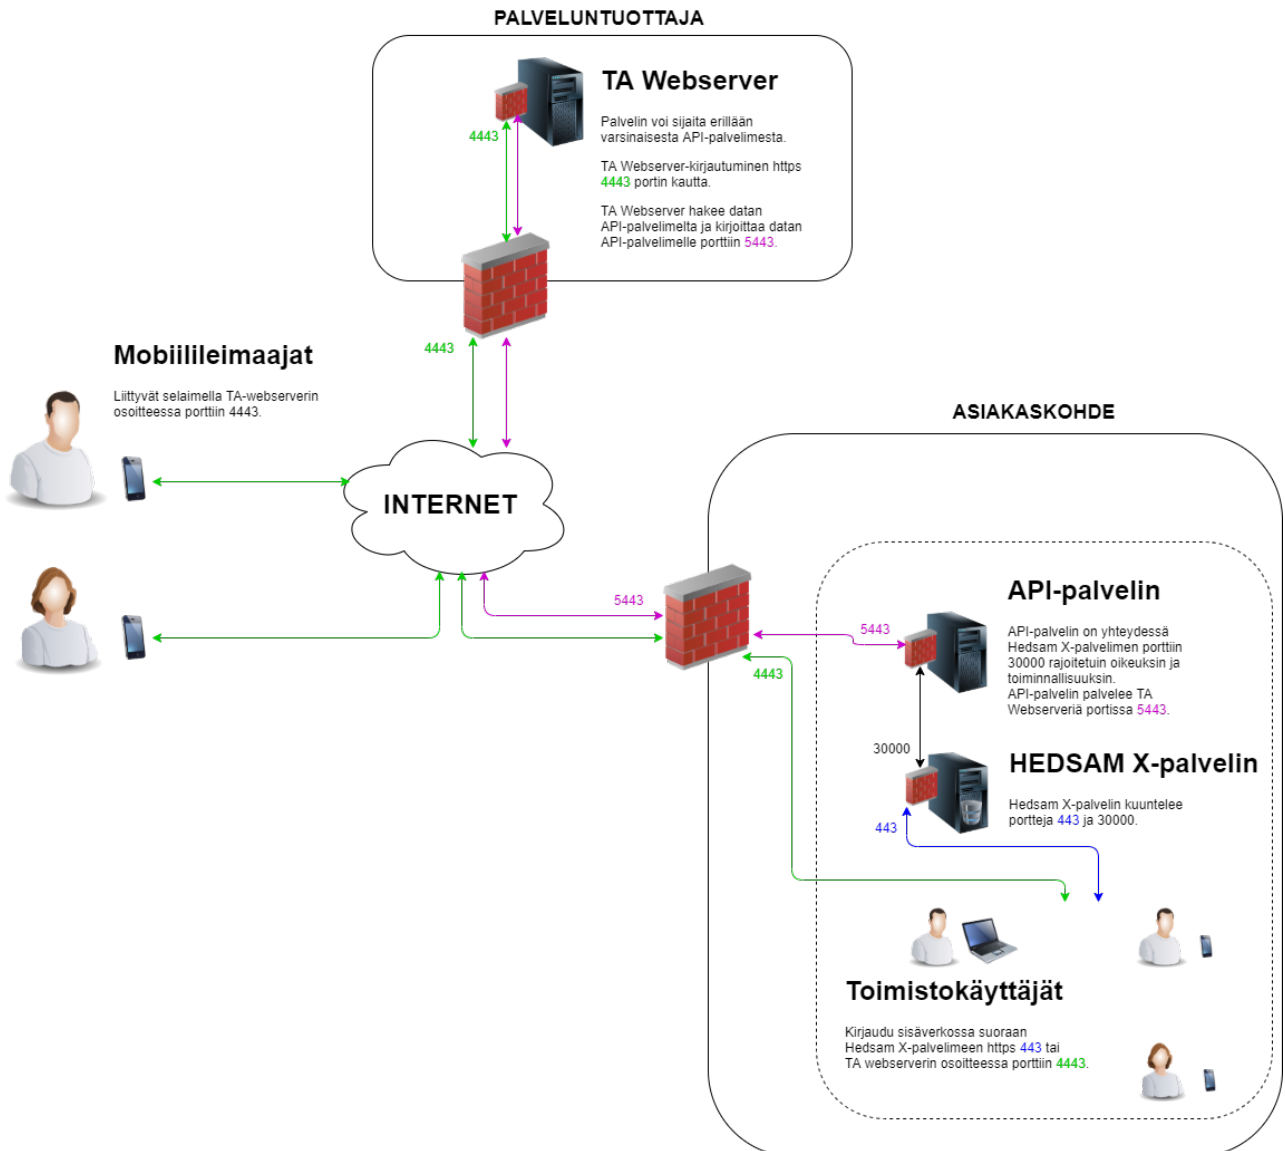 PALVELUNTUOTTAJA
TA Webserver
Palvelin voi sijaita erillään
varsinaisesta API-palvelimesta.
TA Webserver-kirjautuminen https
4443 portin kautta.
TA Webserver hakee datan
API-palvelimelta ja kirjoittaa datan
API-palvelimelle porttiin 5443.
4443
4443
Mobiilileimaajat
Liittyvät selaimella TA-webserverin
osoitteessa porttiin 4443.
INTERNET
ASIAKASKOHDE
5443
5443
4443
API-palvelin
API-palvelin on yhteydessä
Hedsam X-palvelimen porttiin
30000 rajoitetuin oikeuksin ja
toiminnallisuuksin.
API-palvelin palvelee TA
Webserveriä portissa 5443.
30000
HEDSAM X-palvelin
Hedsam X-palvelin kuuntelee
portteja 443 ja 30000.
443
Toimistokäyttäjät
Kirjaudu sisäverkossa suoraan
Hedsam X-palvelimeen https 443 tai
TA webserverin osoitteessa porttiin 4443.